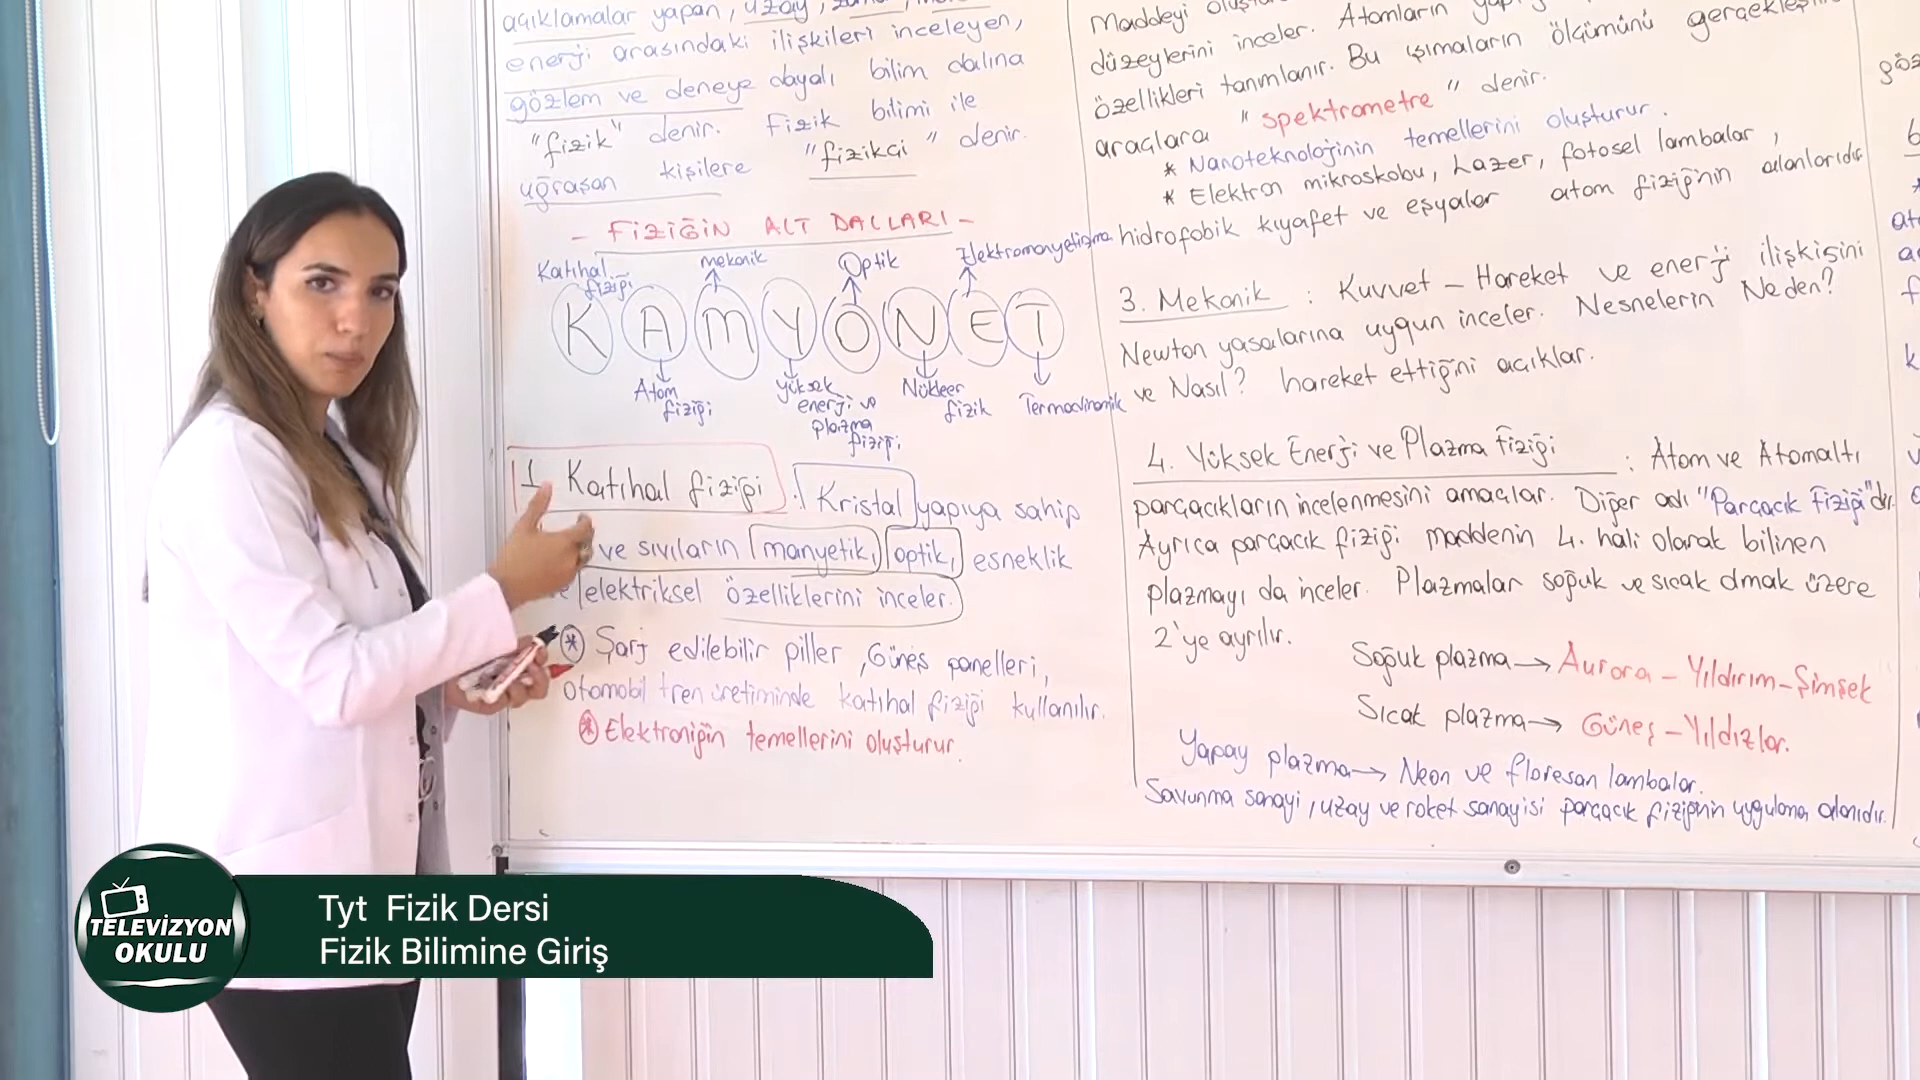 açıklamalar yapan, uzay,
enerji arasındaki ilişkileri inceleyen,
gözlem ve deneye dayalı bilim dalına
"fizik" denir. Fizik bilimi ile
uğraşan kişilere "fizikçi" denir.
- FİZİĞİN ALT DALLARI -
Katıhal fiziği
mekanik
Optik
Elektromanyetizma
K A M Y O N E T
Atom fiziği
yüksek enerji ve plazma fiziği
Nükleer fizik
Termodinamik
1. Katıhal fiziği : Kristal yapıya sahip
ve sıvıların manyetik, optik, esneklik
elektriksel özelliklerini inceler.
* Şarj edilebilir piller, Güneş panelleri,
otomobil tren üretiminde katıhal fiziği kullanılır.
* Elektroniğin temellerini oluşturur.
Maddeyi
düzeylerini inceler. Atomların
özellikleri tanımlanır. Bu ışımaların ölçümünü
araçlara "spektrometre" denir.
* Nanoteknolojinin temellerini oluşturur.
* Elektron mikroskobu, Lazer, fotosel lambalar,
hidrofobik kıyafet ve eşyalar atom fiziğinin alanlarıdır
3. Mekanik : Kuvvet - Hareket ve enerji ilişkisini
Newton yasalarına uygun inceler. Nesnelerin Neden?
ve Nasıl? hareket ettiğini açıklar.
4. Yüksek Enerji ve Plazma Fiziği : Atom ve Atomaltı
parçacıkların incelenmesini amaçlar. Diğer adı "Parçacık Fiziği"dir.
Ayrıca parçacık fiziği maddenin 4. hali olarak bilinen
plazmayı da inceler. Plazmalar soğuk ve sıcak olmak üzere
2'ye ayrılır.
Soğuk plazma → Aurora - Yıldırım - Şimşek
Sıcak plazma → Güneş - Yıldızlar.
Yapay plazma → Neon ve floresan lambalar.
Savunma sanayi, uzay ve roket sanayisi parçacık fiziğinin uygulama alanıdır.
TELEVİZYON
OKULU
Tyt Fizik Dersi
Fizik Bilimine Giriş